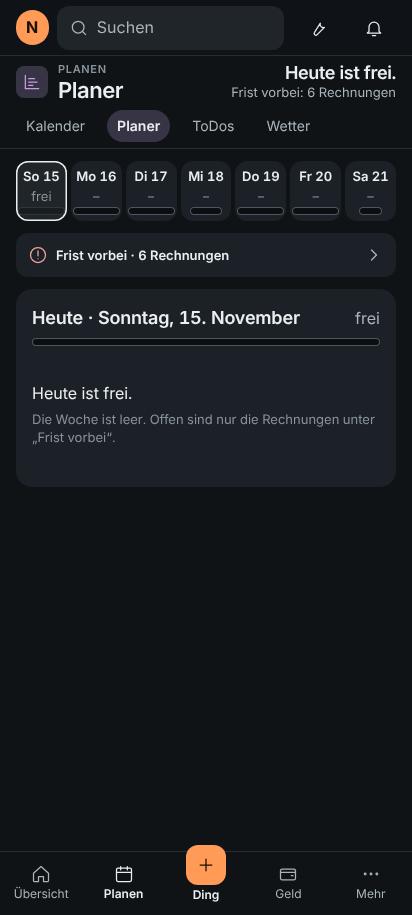 N
Suchen
PLANEN
Planer
Heute ist frei.
Frist vorbei: 6 Rechnungen
Kalender
Planer
ToDos
Wetter
So 15
frei
Mo 16
–
Di 17
–
Mi 18
–
Do 19
–
Fr 20
–
Sa 21
–
Frist vorbei · 6 Rechnungen
Heute · Sonntag, 15. November
frei
Heute ist frei.
Die Woche ist leer. Offen sind nur die Rechnungen unter
„Frist vorbei“.
Übersicht
Planen
Ding
Geld
Mehr